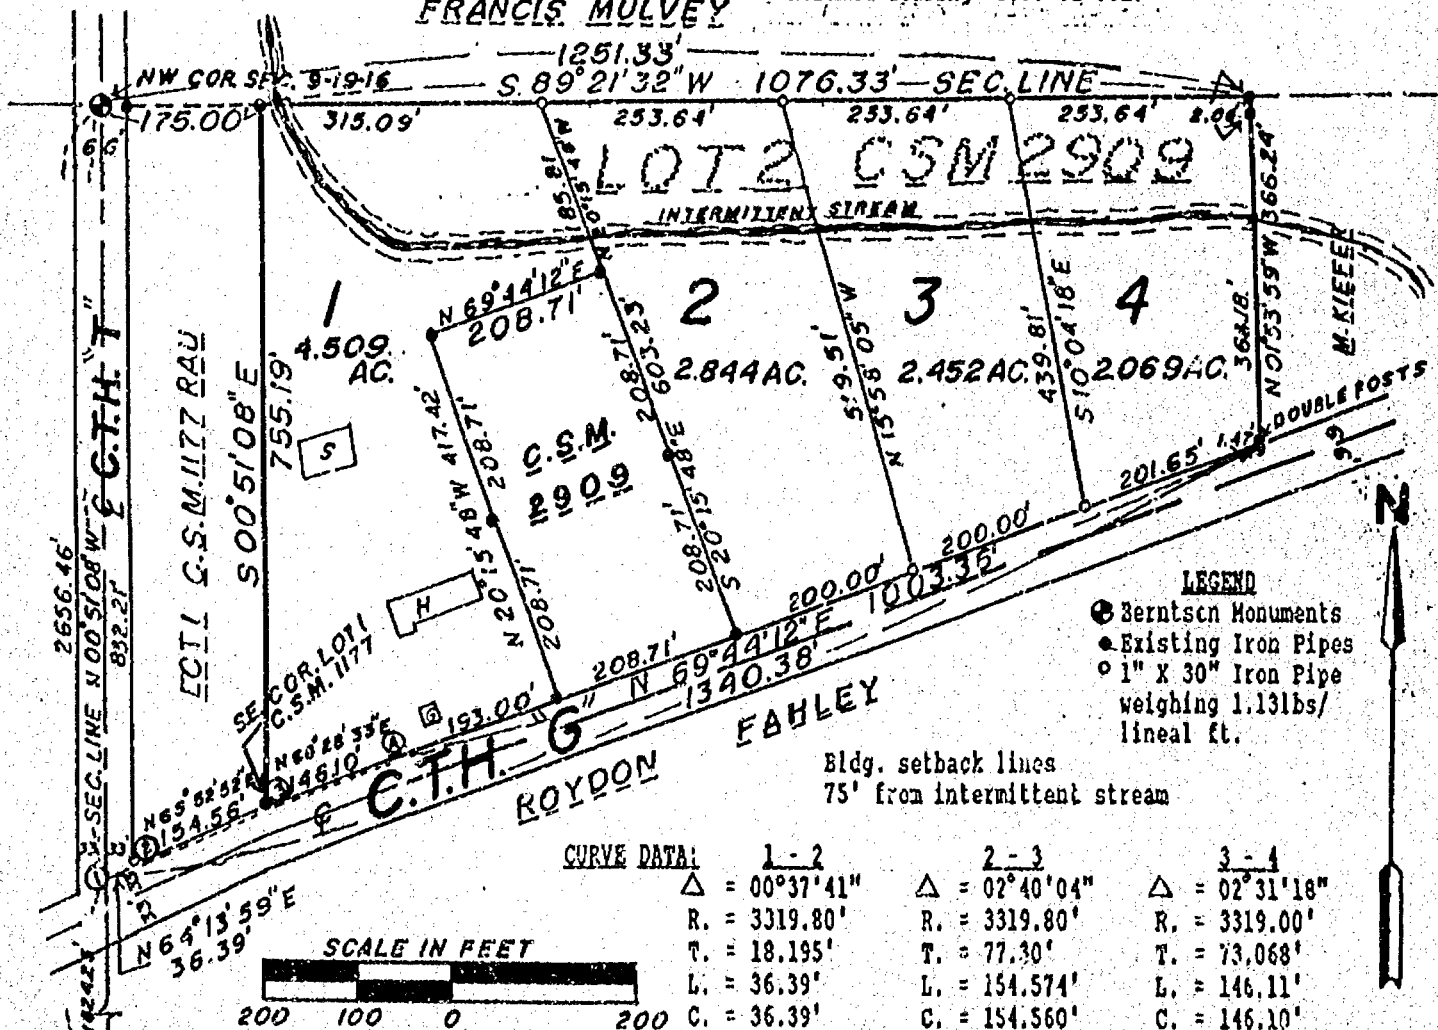 FRANCIS MULVEY
1251.33'
NW COR. SEC. 9-19-16
S. 89°21'32" W 1076.33' SEC. LINE
175.00'
315.09'
253.64'
253.64'
253.64'
2.06'
66'
LOT 2 CSM 2909
N 20°15'48" W
85.81'
INTERMITTENT STREAM
366.24'
N 01°53'59" W
362.18'
M. KIEFER
1
4.509
AC.
N 69°44'12" E
208.71'
2
2.844 AC.
3
2.452 AC.
4
2.069 AC.
603.23'
208.71'
S 20°15'48" E
208.71'
519.51'
N 15°58'05" W
439.81'
S 10°04'18" E
C.T.H. "T"
LOT 1 C.S.M. 1177 RAU
S 00°51'08" E
755.19'
S
H
G
417.42'
208.71'
N 20°15'48" W
208.71'
C.S.M.
2909
DOUBLE POSTS
1.47'
201.65'
200.00'
200.00'
1003.36'
66'
2656.46'
SEC. LINE N 00°51'08" W
832.21'
SE. COR. LOT 1
C.S.M. 1177
208.71'
N 69°44'12" E
1340.38'
193.00'
N 60°28'33" E
146.10'
N 65°52'52" E
154.56'
C.T.H. "G"
ROYDON FAHLEY
33'
N 64°13'59" E
36.39'
N
LEGEND
Berntsen Monuments
Existing Iron Pipes
1" X 30" Iron Pipe
weighing 1.13lbs/
lineal ft.
Bldg. setback lines
75' from intermittent stream
SCALE IN FEET
200 100 0 200
CURVE DATA: 1 - 2 2 - 3 3 - 4
Δ = 00°37'41" Δ = 02°40'04" Δ = 02°31'18"
R. = 3319.80' R. = 3319.80' R. = 3319.00'
T. = 18.195' T. = 77.30' T. = 73.068'
L. = 36.39' L. = 154.574' L. = 146.11'
C. = 36.39' C. = 154.560' C. = 146.10'